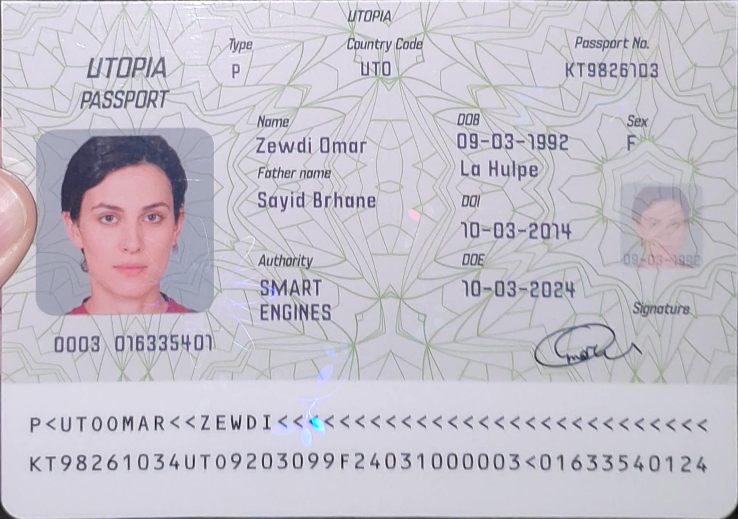 UTOPIA
Type Country Code Passport No.
UTOPIA P UTO KT9826103
PASSPORT
Name DOB Sex
Zewdi Omar 09-03-1992 F
Father name La Hulpe
Sayid Brhane DOI
10-03-2014
09-03-1992
Authority DOE
SMART 10-03-2024
ENGINES Signature
0003 016335401
P<UTOOMAR<<ZEWDI<<<<<<<<<<<<<<<<<<<<<<<<<<<<
KT98261034UTO9203099F24031000003<01633540124